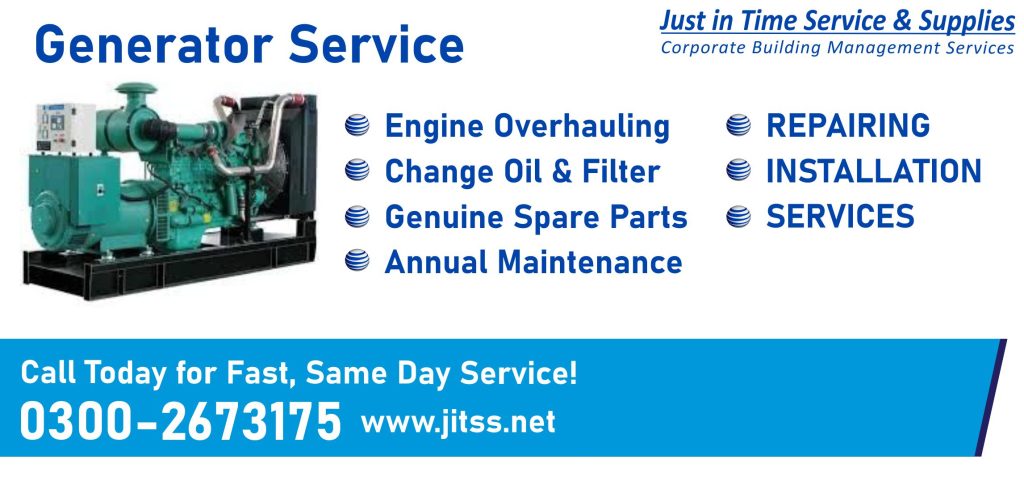 Generator Service
Just in Time Service & Supplies
Corporate Building Management Services
Engine Overhauling
Change Oil & Filter
Genuine Spare Parts
Annual Maintenance
REPAIRING
INSTALLATION
SERVICES
Call Today for Fast, Same Day Service!
0300-2673175 www.jitss.net